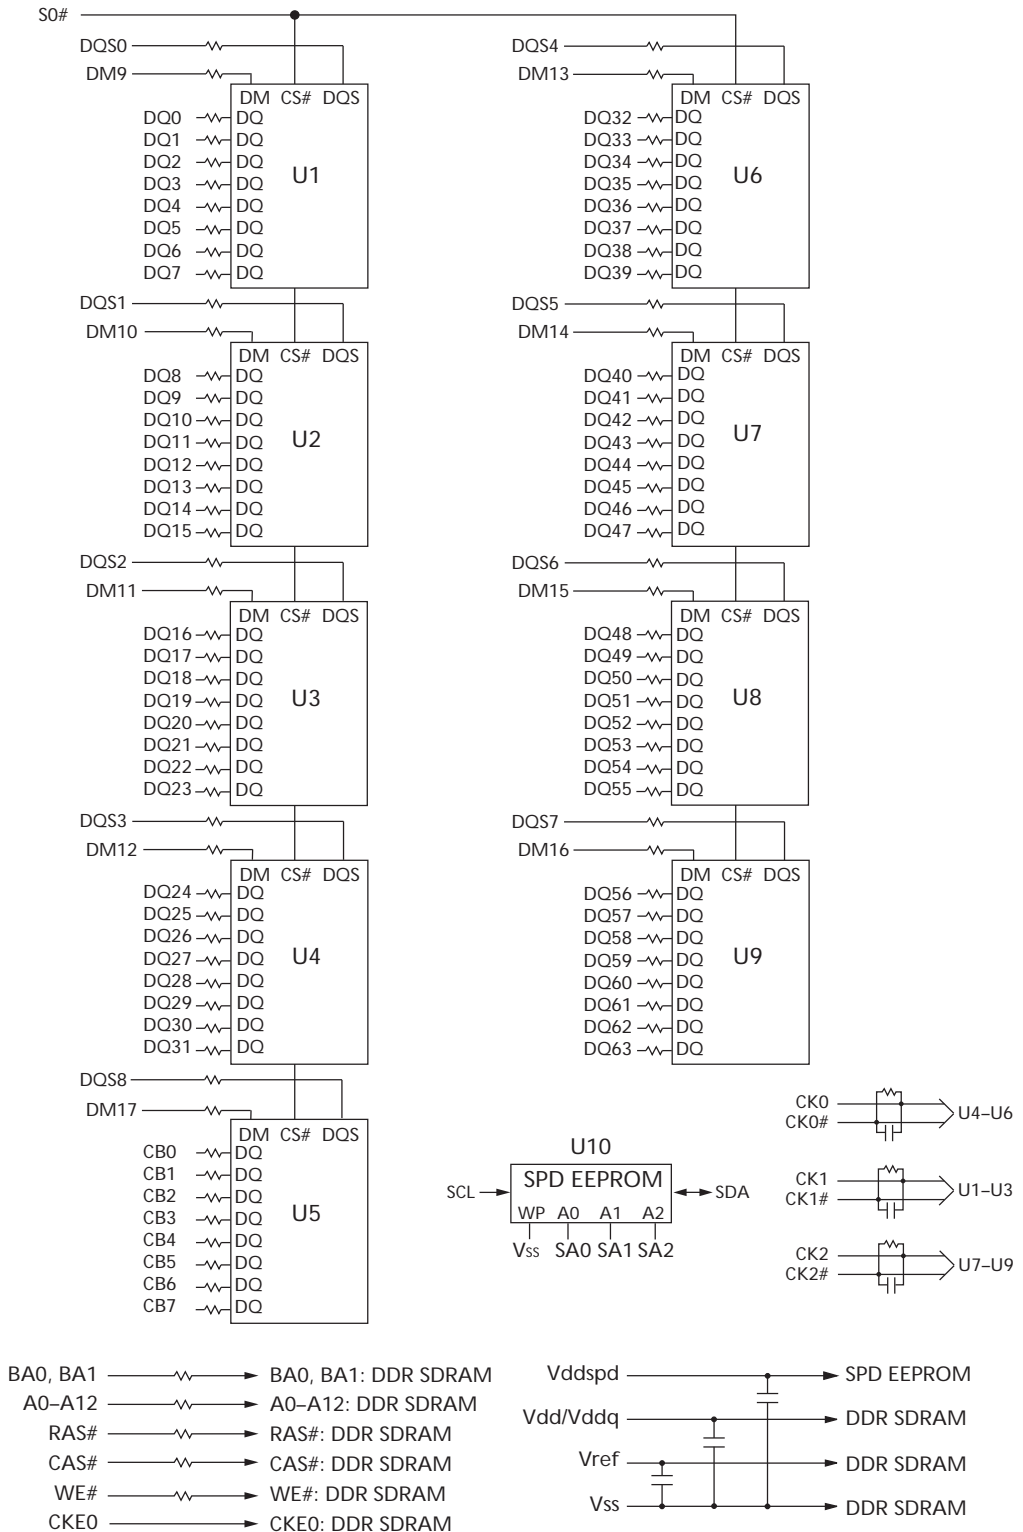 S0#
DQS0
DM9
DM CS# DQS
DQ0 DQ
DQ1 DQ
DQ2 DQ
DQ3 DQ
DQ4 DQ
DQ5 DQ
DQ6 DQ
DQ7 DQ
U1
DQS1
DM10
DM CS# DQS
DQ8 DQ
DQ9 DQ
DQ10 DQ
DQ11 DQ
DQ12 DQ
DQ13 DQ
DQ14 DQ
DQ15 DQ
U2
DQS2
DM11
DM CS# DQS
DQ16 DQ
DQ17 DQ
DQ18 DQ
DQ19 DQ
DQ20 DQ
DQ21 DQ
DQ22 DQ
DQ23 DQ
U3
DQS3
DM12
DM CS# DQS
DQ24 DQ
DQ25 DQ
DQ26 DQ
DQ27 DQ
DQ28 DQ
DQ29 DQ
DQ30 DQ
DQ31 DQ
U4
DQS8
DM17
DM CS# DQS
CB0 DQ
CB1 DQ
CB2 DQ
CB3 DQ
CB4 DQ
CB5 DQ
CB6 DQ
CB7 DQ
U5
DQS4
DM13
DM CS# DQS
DQ32 DQ
DQ33 DQ
DQ34 DQ
DQ35 DQ
DQ36 DQ
DQ37 DQ
DQ38 DQ
DQ39 DQ
U6
DQS5
DM14
DM CS# DQS
DQ40 DQ
DQ41 DQ
DQ42 DQ
DQ43 DQ
DQ44 DQ
DQ45 DQ
DQ46 DQ
DQ47 DQ
U7
DQS6
DM15
DM CS# DQS
DQ48 DQ
DQ49 DQ
DQ50 DQ
DQ51 DQ
DQ52 DQ
DQ53 DQ
DQ54 DQ
DQ55 DQ
U8
DQS7
DM16
DM CS# DQS
DQ56 DQ
DQ57 DQ
DQ58 DQ
DQ59 DQ
DQ60 DQ
DQ61 DQ
DQ62 DQ
DQ63 DQ
U9
U10
SPD EEPROM
SCL
SDA
WP A0 A1 A2
Vss SA0 SA1 SA2
CK0
CK0#
U4–U6
CK1
CK1#
U1–U3
CK2
CK2#
U7–U9
BA0, BA1 BA0, BA1: DDR SDRAM
A0–A12 A0–A12: DDR SDRAM
RAS# RAS#: DDR SDRAM
CAS# CAS#: DDR SDRAM
WE# WE#: DDR SDRAM
CKE0 CKE0: DDR SDRAM
Vddspd SPD EEPROM
Vdd/Vddq DDR SDRAM
Vref DDR SDRAM
Vss DDR SDRAM